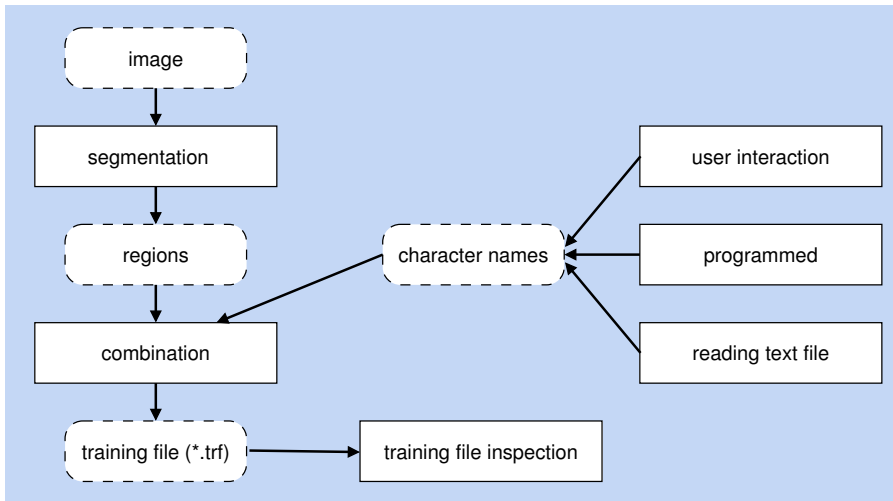 image
segmentation
user interaction
regions
character names
programmed
combination
reading text file
training file (*.trf)
training file inspection